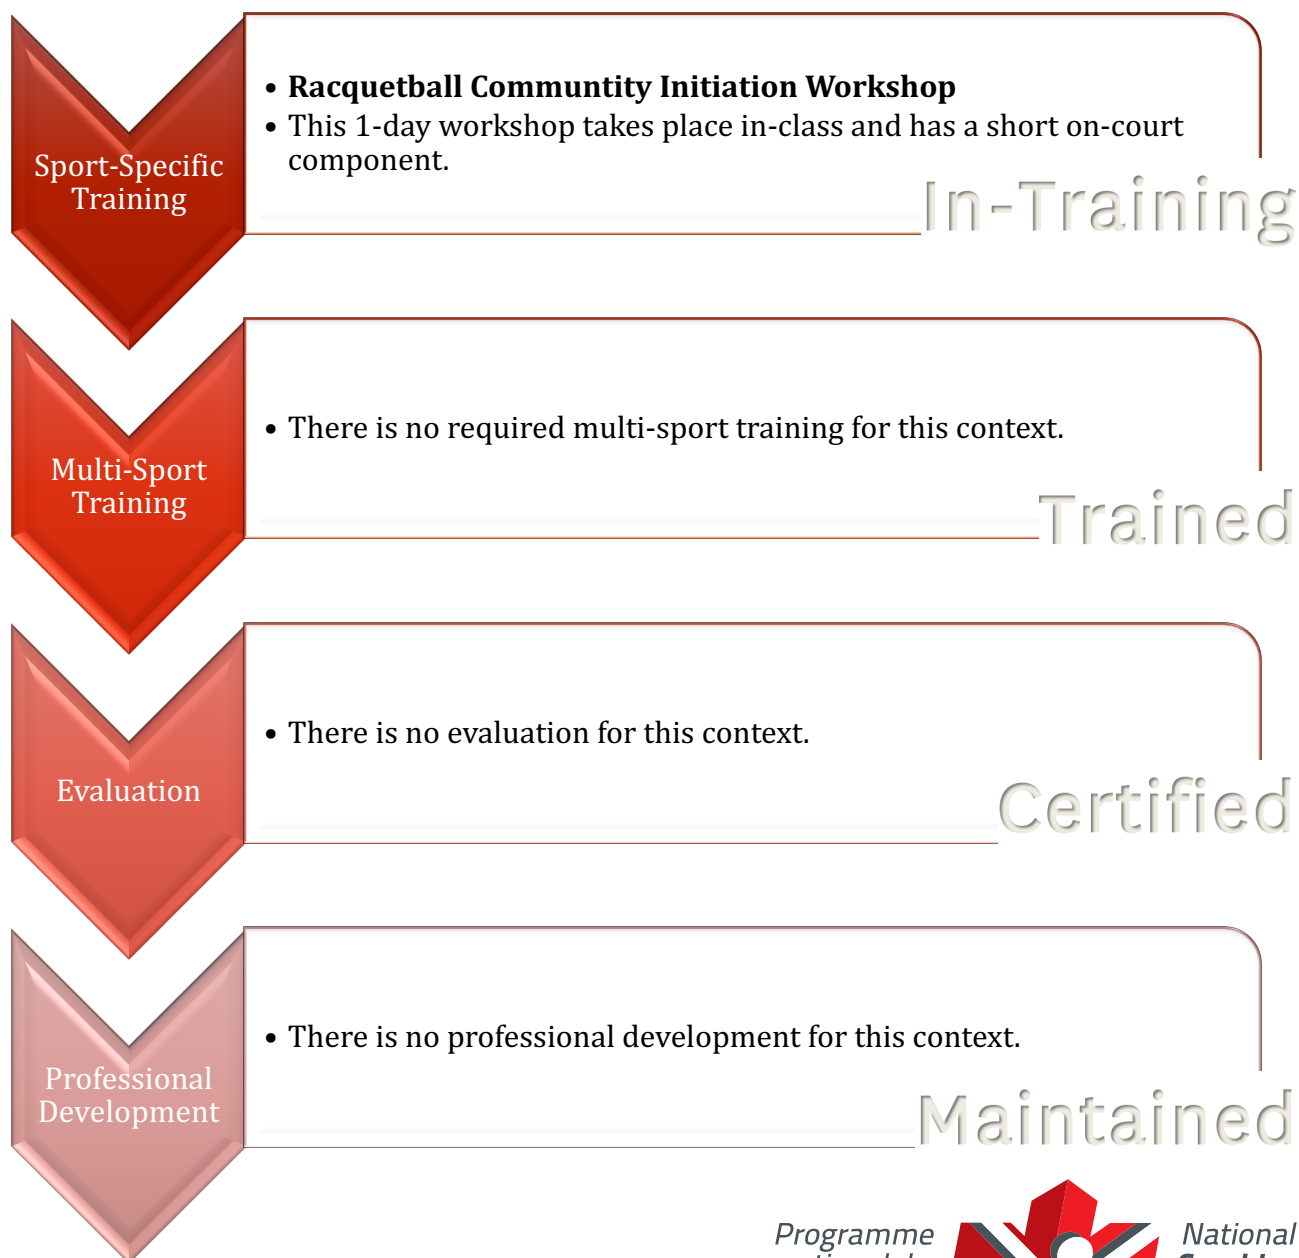 • Racquetball Communtity Initiation Workshop
• This 1-day workshop takes place in-class and has a short on-court
component.
Sport-Specific
Training
In-Training
• There is no required multi-sport training for this context.
Multi-Sport
Training
Trained
• There is no evaluation for this context.
Evaluation
Certified
• There is no professional development for this context.
Professional
Development
Maintained
Programme
National